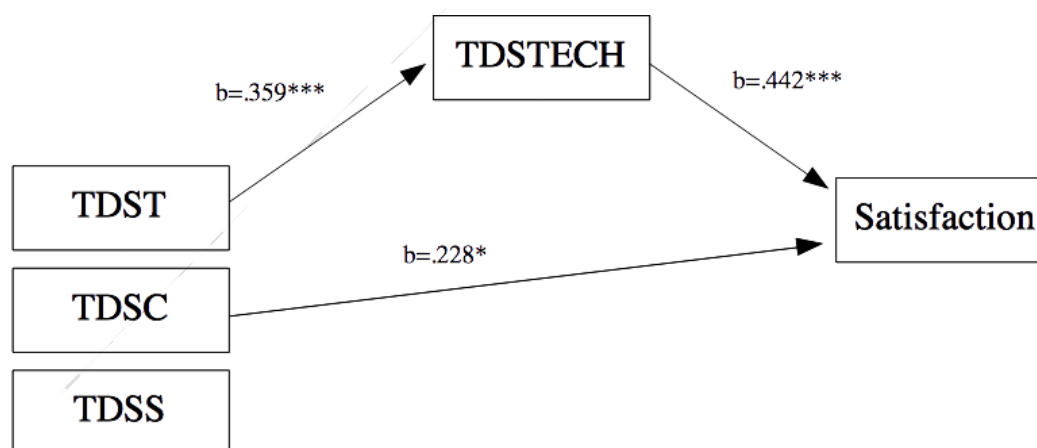 TDSTECH
b=.359***
b=.442***
TDST
Satisfaction
b=.228*
TDSC
TDSS